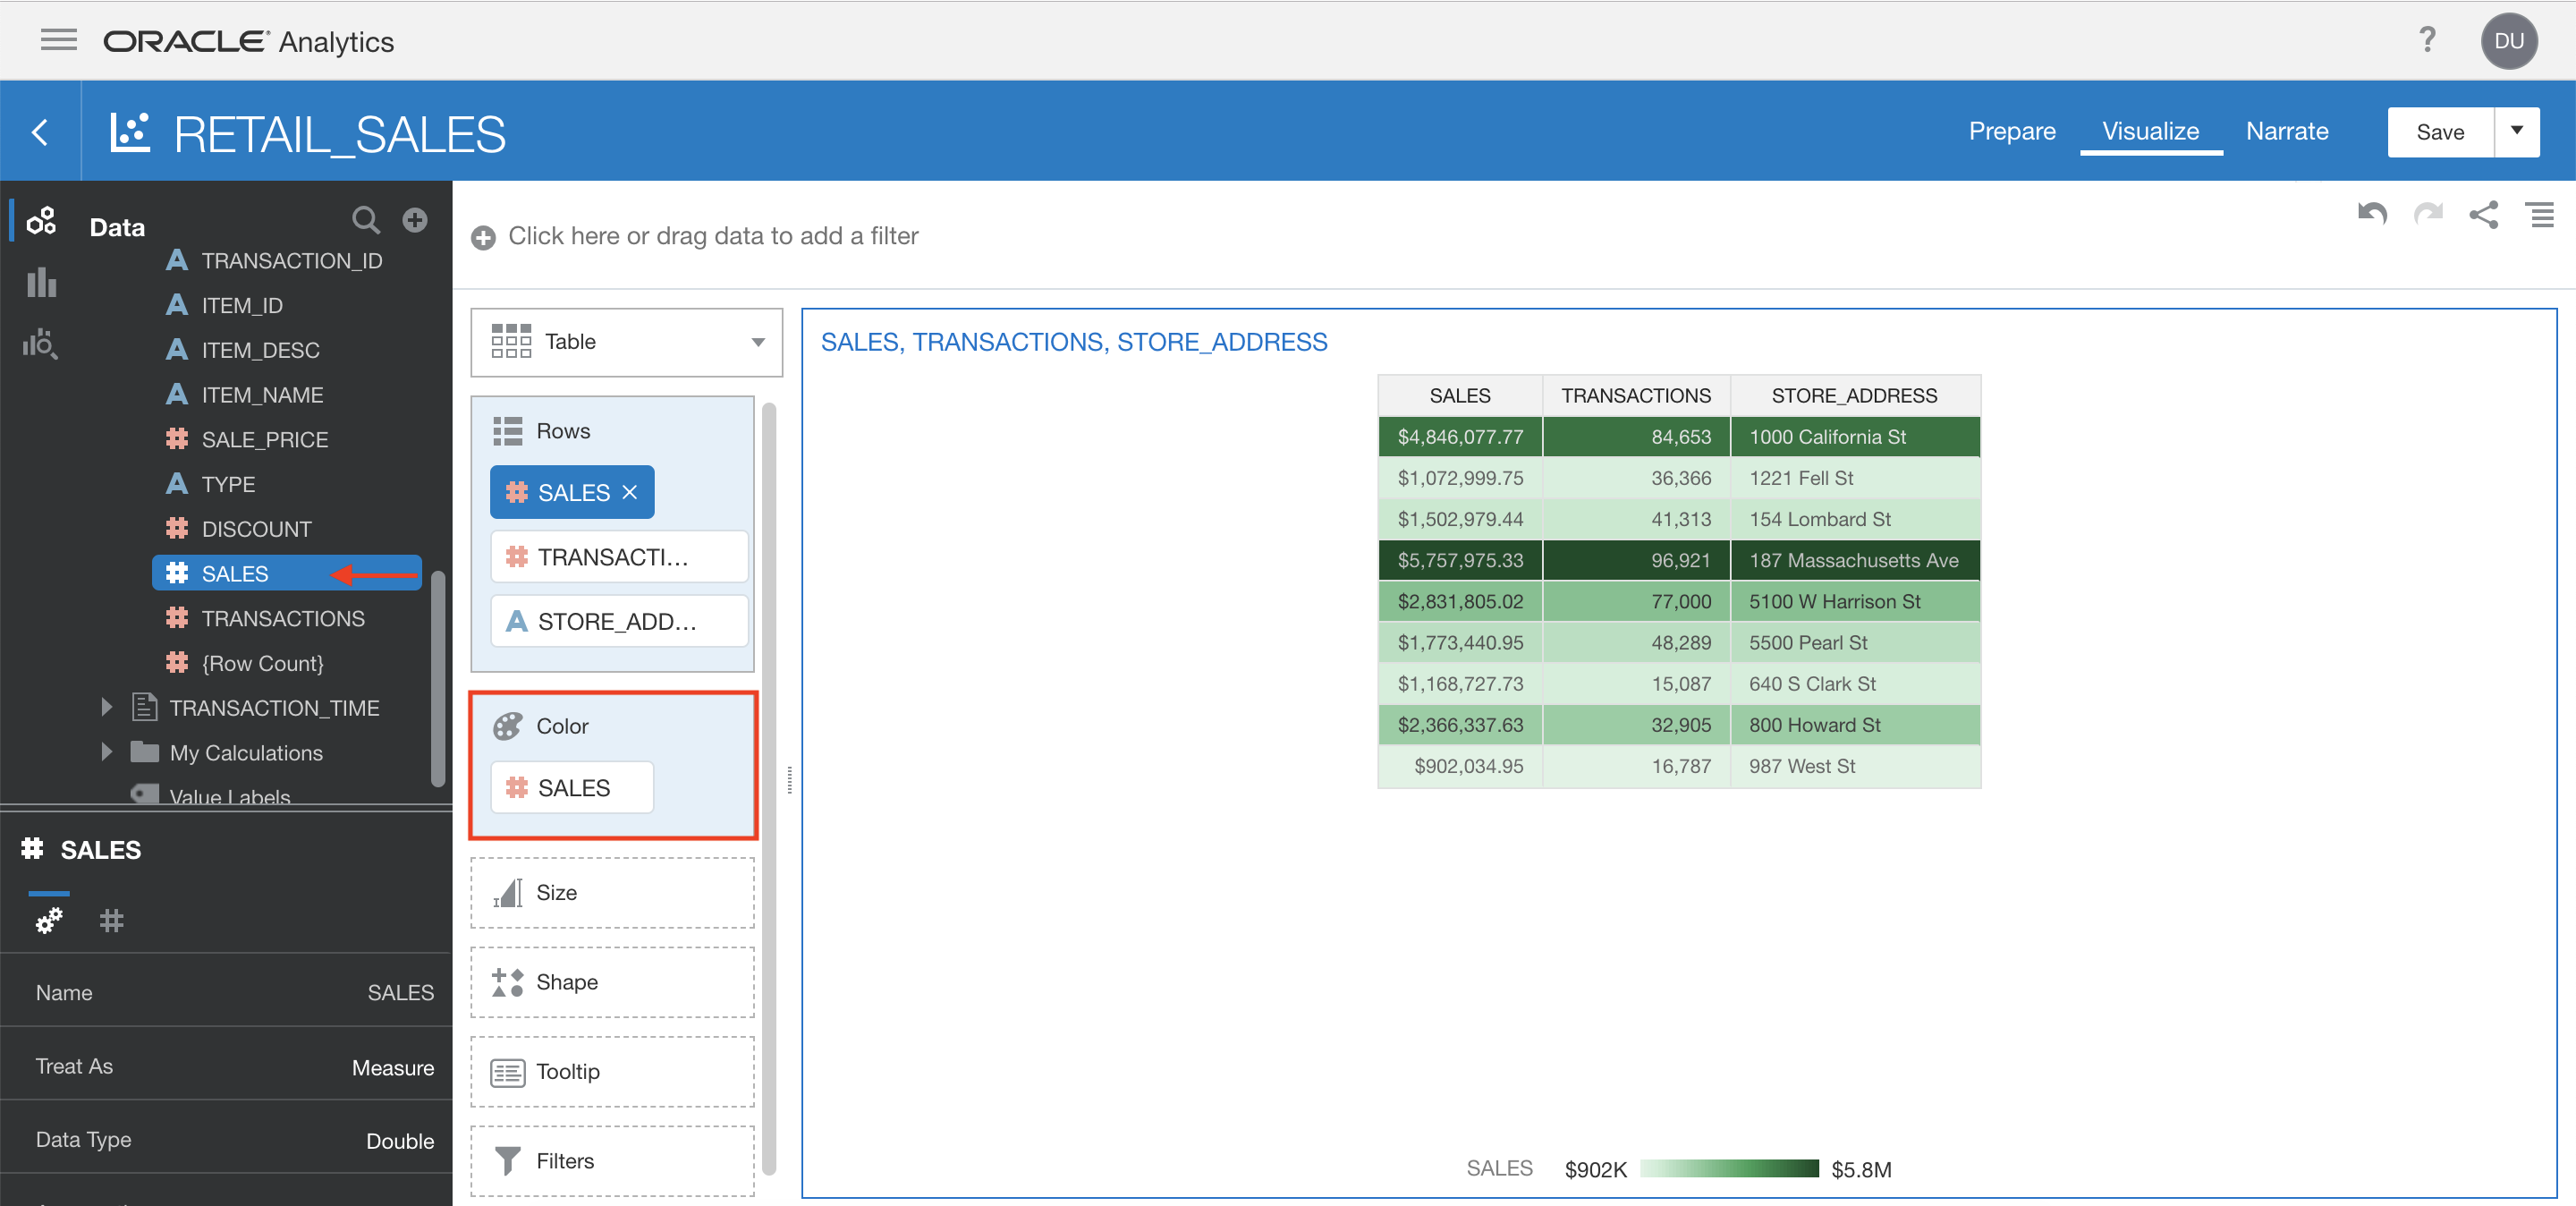 ORACLE® Analytics
? DU
RETAIL_SALES
Prepare Visualize Narrate Save
Data
TRANSACTION_ID
ITEM_ID
ITEM_DESC
ITEM_NAME
SALE_PRICE
TYPE
DISCOUNT
SALES
TRANSACTIONS
{Row Count}
TRANSACTION_TIME
My Calculations
Value Labels
SALES
Name SALES
Treat As Measure
Data Type Double
Click here or drag data to add a filter
Table
Rows
SALES
TRANSACTI...
STORE_ADD...
Color
SALES
Size
Shape
Tooltip
Filters
SALES, TRANSACTIONS, STORE_ADDRESS
SALES TRANSACTIONS STORE_ADDRESS
$4,846,077.77 84,653 1000 California St
$1,072,999.75 36,366 1221 Fell St
$1,502,979.44 41,313 154 Lombard St
$5,757,975.33 96,921 187 Massachusetts Ave
$2,831,805.02 77,000 5100 W Harrison St
$1,773,440.95 48,289 5500 Pearl St
$1,168,727.73 15,087 640 S Clark St
$2,366,337.63 32,905 800 Howard St
$902,034.95 16,787 987 West St
SALES $902K $5.8M